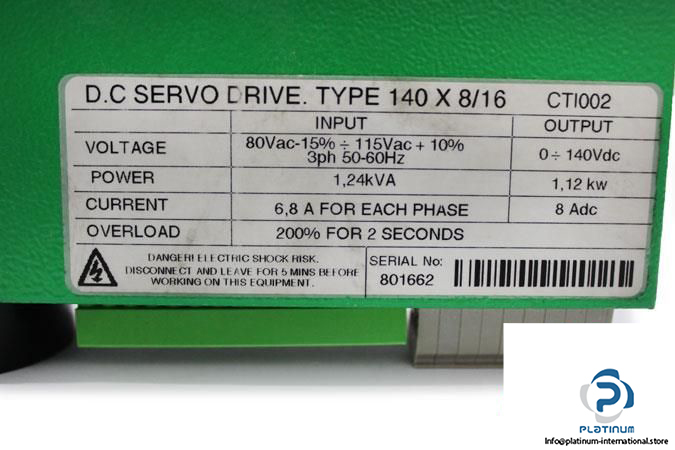 D.C SERVO DRIVE. TYPE 140 X 8/16 CTI002
INPUT OUTPUT
VOLTAGE 80Vac-15% ÷ 115Vac + 10% 3ph 50-60Hz 0 ÷ 140Vdc
POWER 1,24kVA 1,12 kw
CURRENT 6,8 A FOR EACH PHASE 8 Adc
OVERLOAD 200% FOR 2 SECONDS
DANGER! ELECTRIC SHOCK RISK.
DISCONNECT AND LEAVE FOR 5 MINS BEFORE
WORKING ON THIS EQUIPMENT.
SERIAL No:
801662
PLATINUM
Info@platinum-international.store